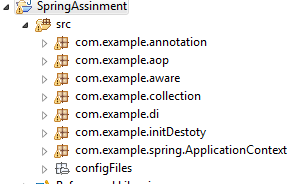 SpringAssinment
src
com.example.annotation
com.example.aop
com.example.aware
com.example.collection
com.example.di
com.example.initDestoty
com.example.spring.ApplicationContext
configFiles